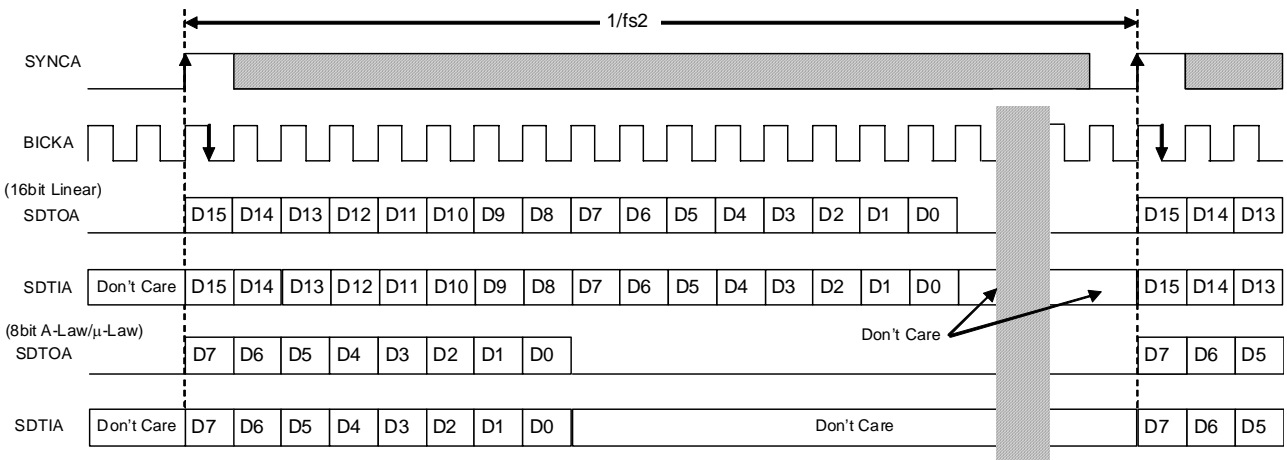 1/fs2
SYNCA
BICKA
(16bit Linear)
SDTOA D15 D14 D13 D12 D11 D10 D9 D8 D7 D6 D5 D4 D3 D2 D1 D0 D15 D14 D13
SDTIA Don't Care D15 D14 D13 D12 D11 D10 D9 D8 D7 D6 D5 D4 D3 D2 D1 D0 D15 D14 D13
Don't Care
(8bit A-Law/μ-Law)
SDTOA D7 D6 D5 D4 D3 D2 D1 D0 D7 D6 D5
SDTIA Don't Care D7 D6 D5 D4 D3 D2 D1 D0 Don't Care D7 D6 D5